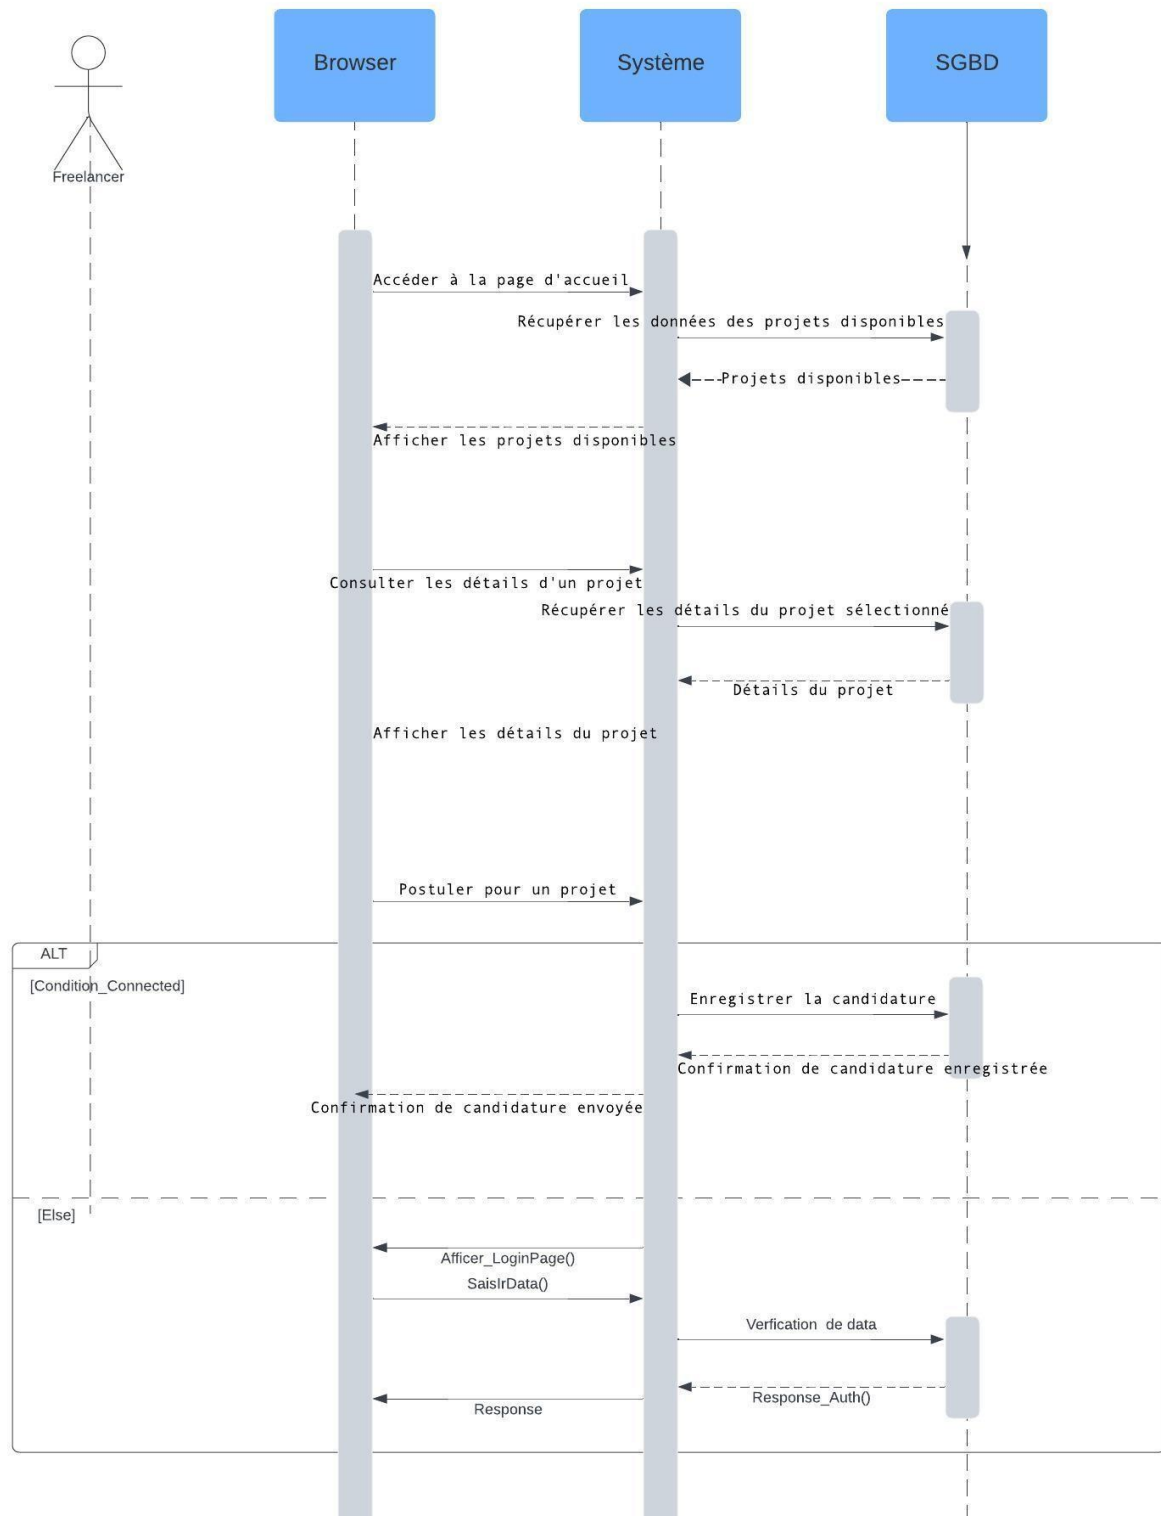 Browser
Système
SGBD
Freelancer
Accéder à la page d'accueil
Récupérer les données des projets disponibles
Projets disponibles
Afficher les projets disponibles
Consulter les détails d'un projet
Récupérer les détails du projet sélectionné
Détails du projet
Afficher les détails du projet
Postuler pour un projet
ALT
[Condition_Connected]
Enregistrer la candidature
Confirmation de candidature enregistrée
Confirmation de candidature envoyée
[Else]
Afficer_LoginPage()
SaisIrData()
Verfication de data
Response_Auth()
Response